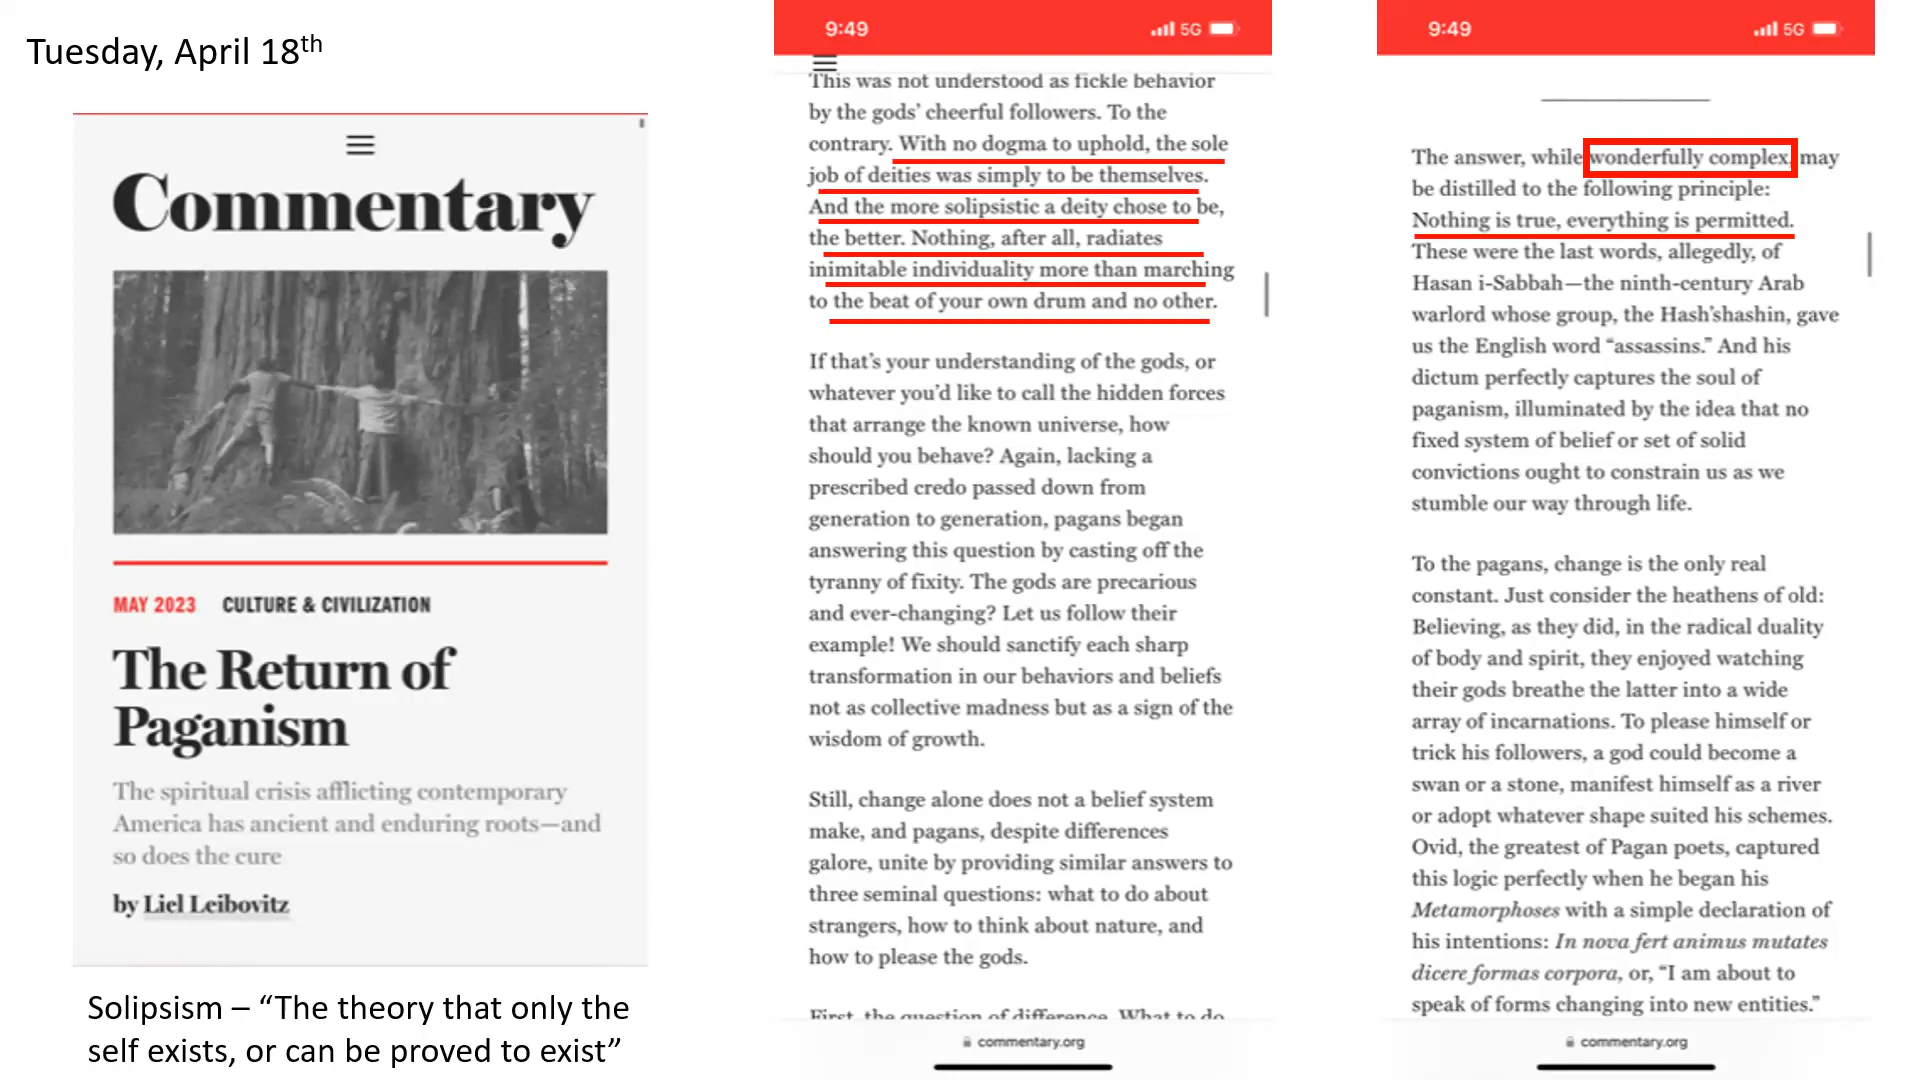 Tuesday, April 18th
Commentary
MAY 2023 CULTURE & CIVILIZATION
The Return of
Paganism
The spiritual crisis afflicting contemporary
America has ancient and enduring roots—and
so does the cure
by Liel Leibovitz
Solipsism – “The theory that only the
self exists, or can be proved to exist”
9:49 5G
This was not understood as fickle behavior
by the gods’ cheerful followers. To the
contrary. With no dogma to uphold, the sole
job of deities was simply to be themselves.
And the more solipsistic a deity chose to be,
the better. Nothing, after all, radiates
inimitable individuality more than marching
to the beat of your own drum and no other.
If that’s your understanding of the gods, or
whatever you’d like to call the hidden forces
that arrange the known universe, how
should you behave? Again, lacking a
prescribed credo passed down from
generation to generation, pagans began
answering this question by casting off the
tyranny of fixity. The gods are precarious
and ever-changing? Let us follow their
example! We should sanctify each sharp
transformation in our behaviors and beliefs
not as collective madness but as a sign of the
wisdom of growth.
Still, change alone does not a belief system
make, and pagans, despite differences
galore, unite by providing similar answers to
three seminal questions: what to do about
strangers, how to think about nature, and
how to please the gods.
First, the question of difference. What to do
commentary.org
9:49 5G
The answer, while wonderfully complex, may
be distilled to the following principle:
Nothing is true, everything is permitted.
These were the last words, allegedly, of
Hasan i-Sabbah—the ninth-century Arab
warlord whose group, the Hash’shashin, gave
us the English word “assassins.” And his
dictum perfectly captures the soul of
paganism, illuminated by the idea that no
fixed system of belief or set of solid
convictions ought to constrain us as we
stumble our way through life.
To the pagans, change is the only real
constant. Just consider the heathens of old:
Believing, as they did, in the radical duality
of body and spirit, they enjoyed watching
their gods breathe the latter into a wide
array of incarnations. To please himself or
trick his followers, a god could become a
swan or a stone, manifest himself as a river
or adopt whatever shape suited his schemes.
Ovid, the greatest of Pagan poets, captured
this logic perfectly when he began his
Metamorphoses with a simple declaration of
his intentions: In nova fert animus mutates
dicere formas corpora, or, “I am about to
speak of forms changing into new entities.”
commentary.org